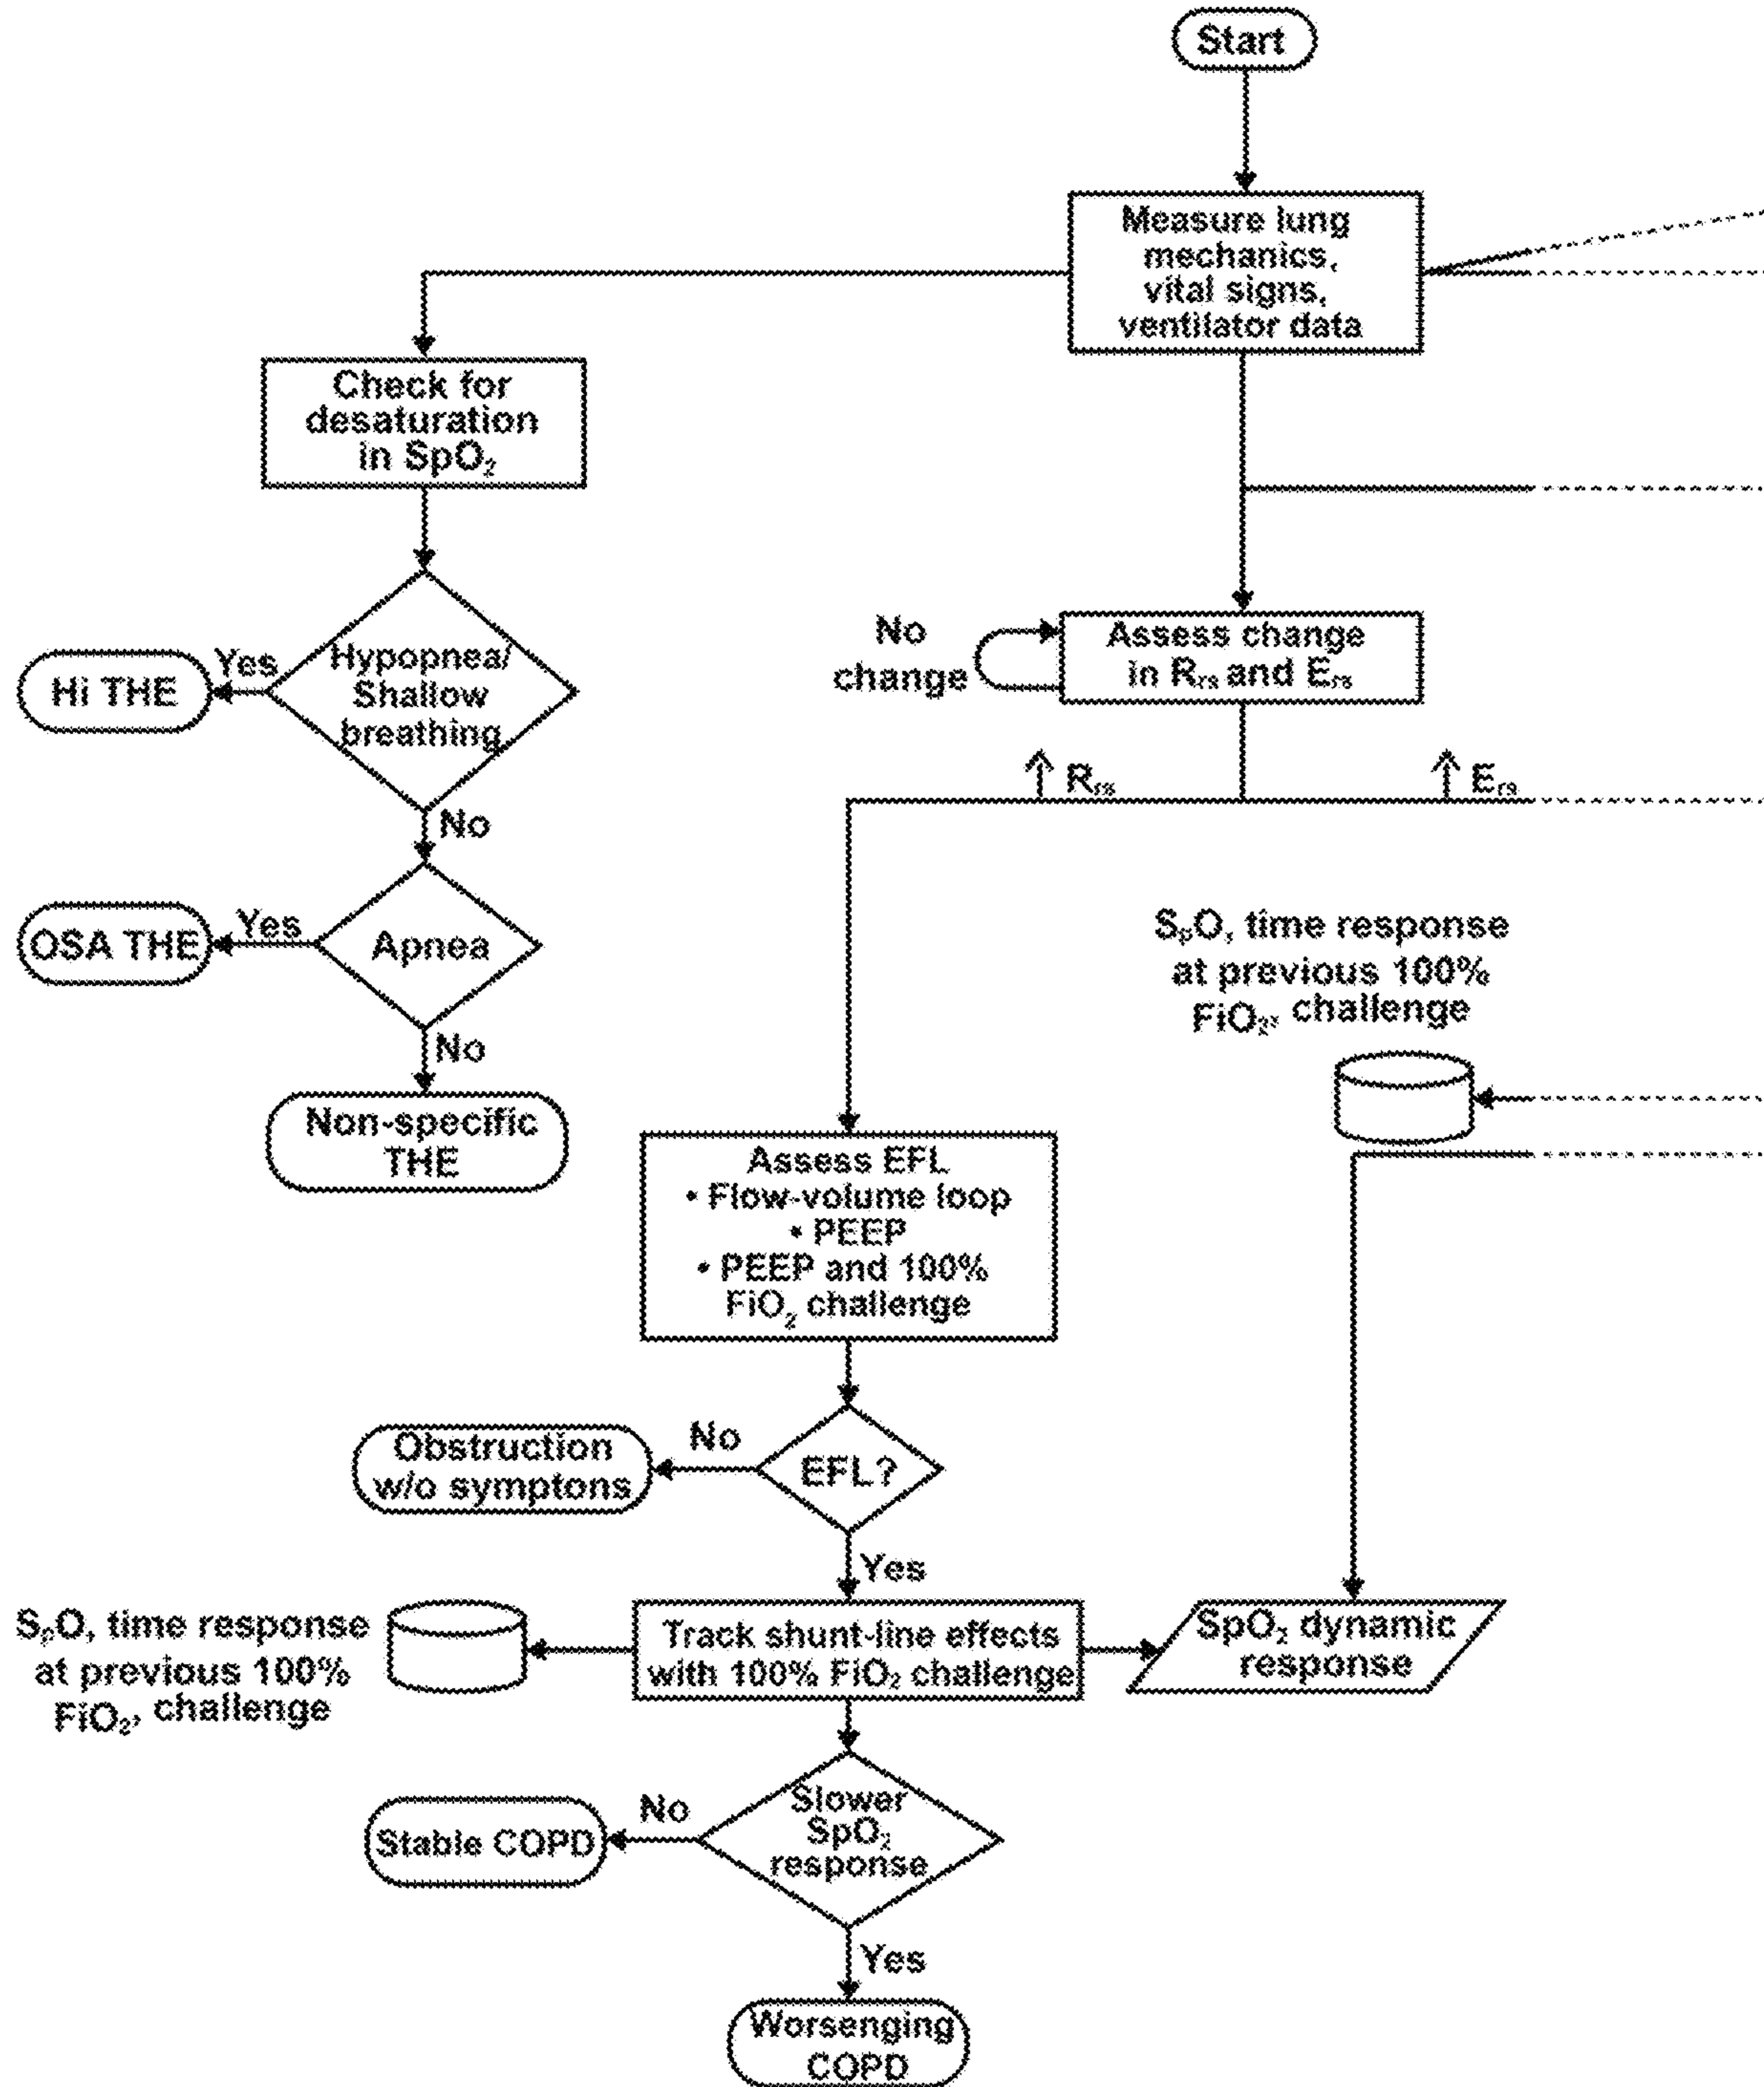 Start
Measure lung
mechanics,
vital signs,
ventilator data
Check for
desaturation
in SpO₂
Hypopnea/
Shallow
breathing
Yes
Hi THE
No
Apnea
Yes
OSA THE
No
Non-specific
THE
No
change
Assess change
in Rrs and Ers
↑ Rrs
↑ Ers
SpO, time response
at previous 100%
FiO₂, challenge
Assess EFL
• Flow-volume loop
• PEEP
• PEEP and 100%
FiO₂ challenge
EFL?
No
Obstruction
w/o symptons
Yes
SpO, time response
at previous 100%
FiO₂, challenge
Track shunt-line effects
with 100% FiO₂ challenge
SpO₂ dynamic
response
Slower
SpO₂
response
No
Stable COPD
Yes
Worsenging
COPD